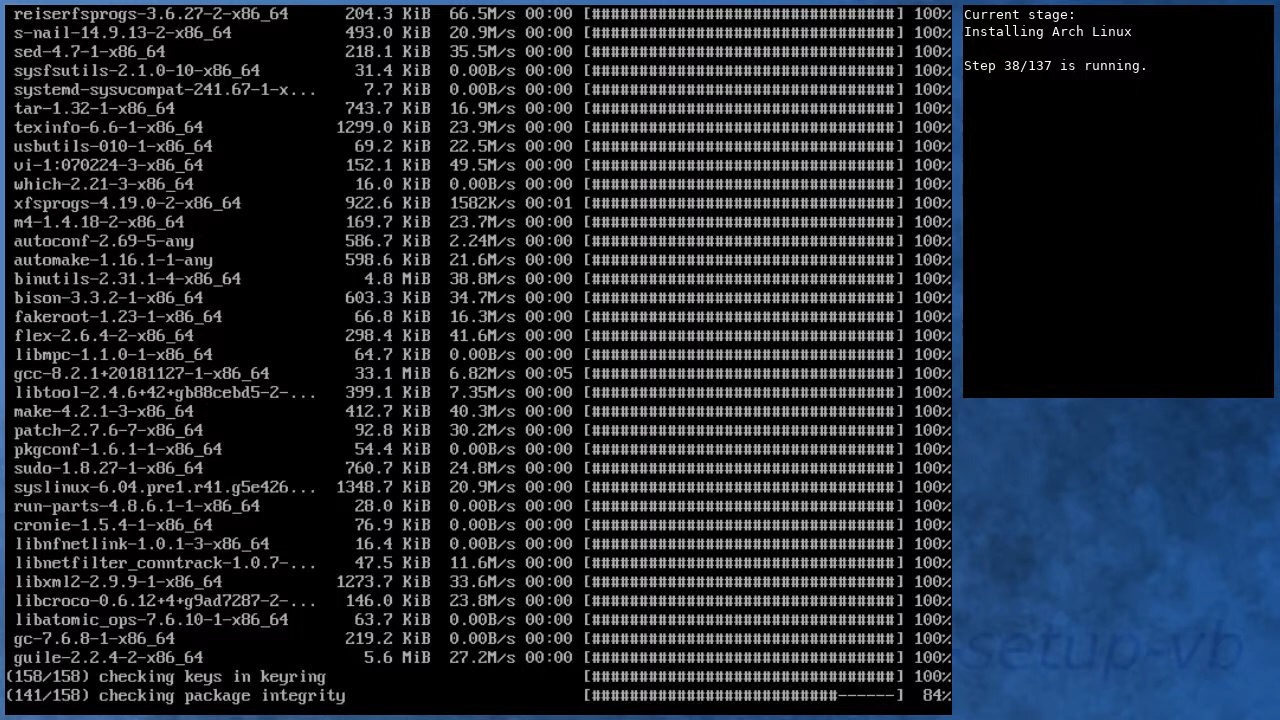 reiserfsprogs-3.6.27-2-x86_64 204.3 KiB 66.5M/s 00:00 [################################] 100%
s-nail-14.9.13-2-x86_64 493.0 KiB 20.9M/s 00:00 [################################] 100%
sed-4.7-1-x86_64 218.1 KiB 35.5M/s 00:00 [################################] 100%
sysfsutils-2.1.0-10-x86_64 31.4 KiB 0.00B/s 00:00 [################################] 100%
systemd-sysvcompat-241.67-1-x... 7.7 KiB 0.00B/s 00:00 [################################] 100%
tar-1.32-1-x86_64 743.7 KiB 16.9M/s 00:00 [################################] 100%
texinfo-6.6-1-x86_64 1299.0 KiB 23.9M/s 00:00 [################################] 100%
usbutils-010-1-x86_64 69.2 KiB 22.5M/s 00:00 [################################] 100%
vi-1:070224-3-x86_64 152.1 KiB 49.5M/s 00:00 [################################] 100%
which-2.21-3-x86_64 16.0 KiB 0.00B/s 00:00 [################################] 100%
xfsprogs-4.19.0-2-x86_64 922.6 KiB 1582K/s 00:01 [################################] 100%
m4-1.4.18-2-x86_64 169.7 KiB 23.7M/s 00:00 [################################] 100%
autoconf-2.69-5-any 586.7 KiB 2.24M/s 00:00 [################################] 100%
automake-1.16.1-1-any 598.6 KiB 21.6M/s 00:00 [################################] 100%
binutils-2.31.1-4-x86_64 4.8 MiB 38.8M/s 00:00 [################################] 100%
bison-3.3.2-1-x86_64 603.3 KiB 34.7M/s 00:00 [################################] 100%
fakeroot-1.23-1-x86_64 66.8 KiB 16.3M/s 00:00 [################################] 100%
flex-2.6.4-2-x86_64 298.4 KiB 41.6M/s 00:00 [################################] 100%
libmpc-1.1.0-1-x86_64 64.7 KiB 0.00B/s 00:00 [################################] 100%
gcc-8.2.1+20181127-1-x86_64 33.1 MiB 6.82M/s 00:05 [################################] 100%
libtool-2.4.6+42+gb88cebd5-2-... 399.1 KiB 7.35M/s 00:00 [################################] 100%
make-4.2.1-3-x86_64 412.7 KiB 40.3M/s 00:00 [################################] 100%
patch-2.7.6-7-x86_64 92.8 KiB 30.2M/s 00:00 [################################] 100%
pkgconf-1.6.1-1-x86_64 54.4 KiB 0.00B/s 00:00 [################################] 100%
sudo-1.8.27-1-x86_64 760.7 KiB 24.8M/s 00:00 [################################] 100%
syslinux-6.04.pre1.r41.g5e426... 1348.7 KiB 20.9M/s 00:00 [################################] 100%
run-parts-4.8.6.1-1-x86_64 28.0 KiB 0.00B/s 00:00 [################################] 100%
cronie-1.5.4-1-x86_64 76.9 KiB 0.00B/s 00:00 [################################] 100%
libnfnetlink-1.0.1-3-x86_64 16.4 KiB 0.00B/s 00:00 [################################] 100%
libnetfilter_conntrack-1.0.7-... 47.5 KiB 11.6M/s 00:00 [################################] 100%
libxml2-2.9.9-1-x86_64 1273.7 KiB 33.6M/s 00:00 [################################] 100%
libcroco-0.6.12+4+g9ad7287-2-... 146.0 KiB 23.8M/s 00:00 [################################] 100%
libatomic_ops-7.6.10-1-x86_64 63.7 KiB 0.00B/s 00:00 [################################] 100%
gc-7.6.8-1-x86_64 219.2 KiB 0.00B/s 00:00 [################################] 100%
guile-2.2.4-2-x86_64 5.6 MiB 27.2M/s 00:00 [################################] 100%
(158/158) checking keys in keyring [################################] 100%
(141/158) checking package integrity [##########################------] 84%
Current stage:
Installing Arch Linux
Step 38/137 is running.
setup-vb